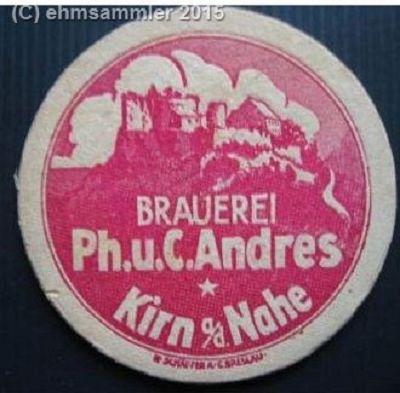 (C) ehmsammler 2015
BRAUEREI
Ph.u.C.Andres
Kirn a/d. Nahe